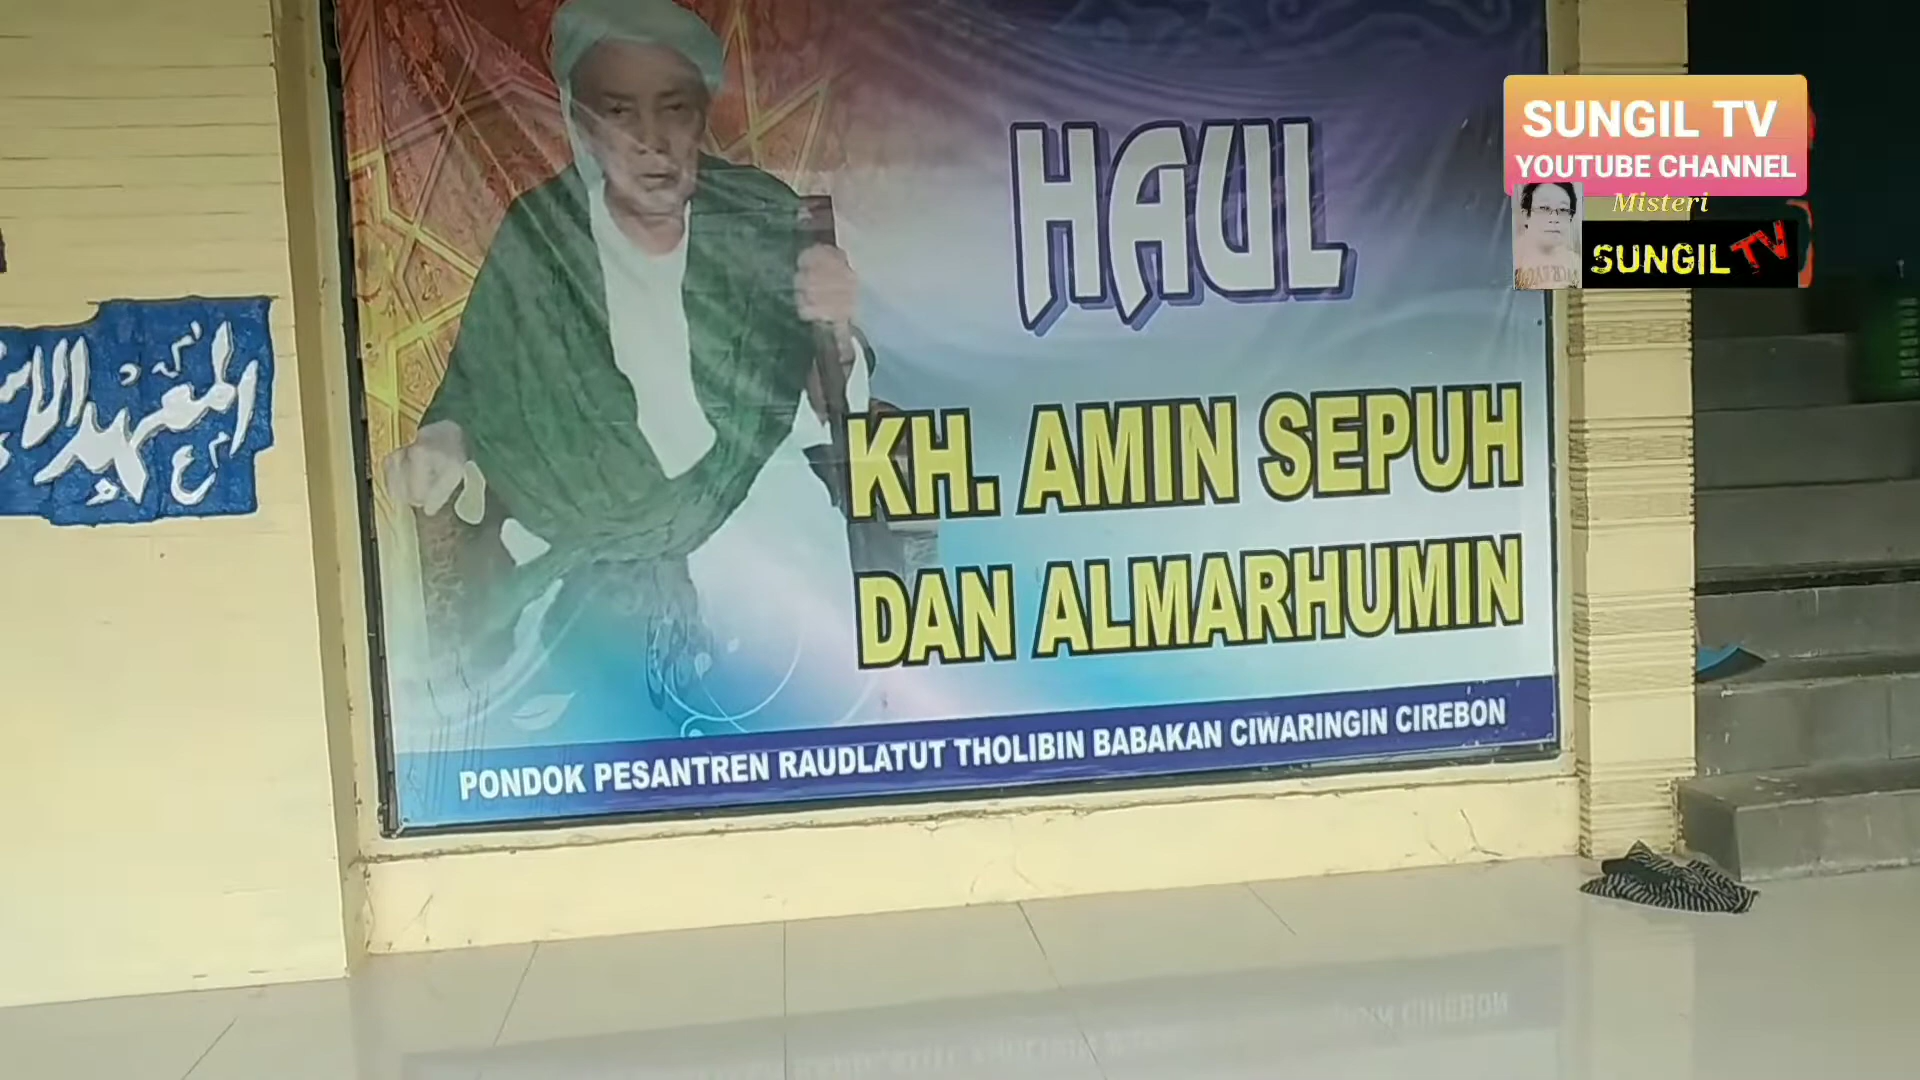 HAUL
KH. AMIN SEPUH
DAN ALMARHUMIN
PONDOK PESANTREN RAUDLATUT THOLIBIN BABAKAN CIWARINGIN CIREBON
المعهد
SUNGIL TV
YOUTUBE CHANNEL
Misteri
SUNGIL TV